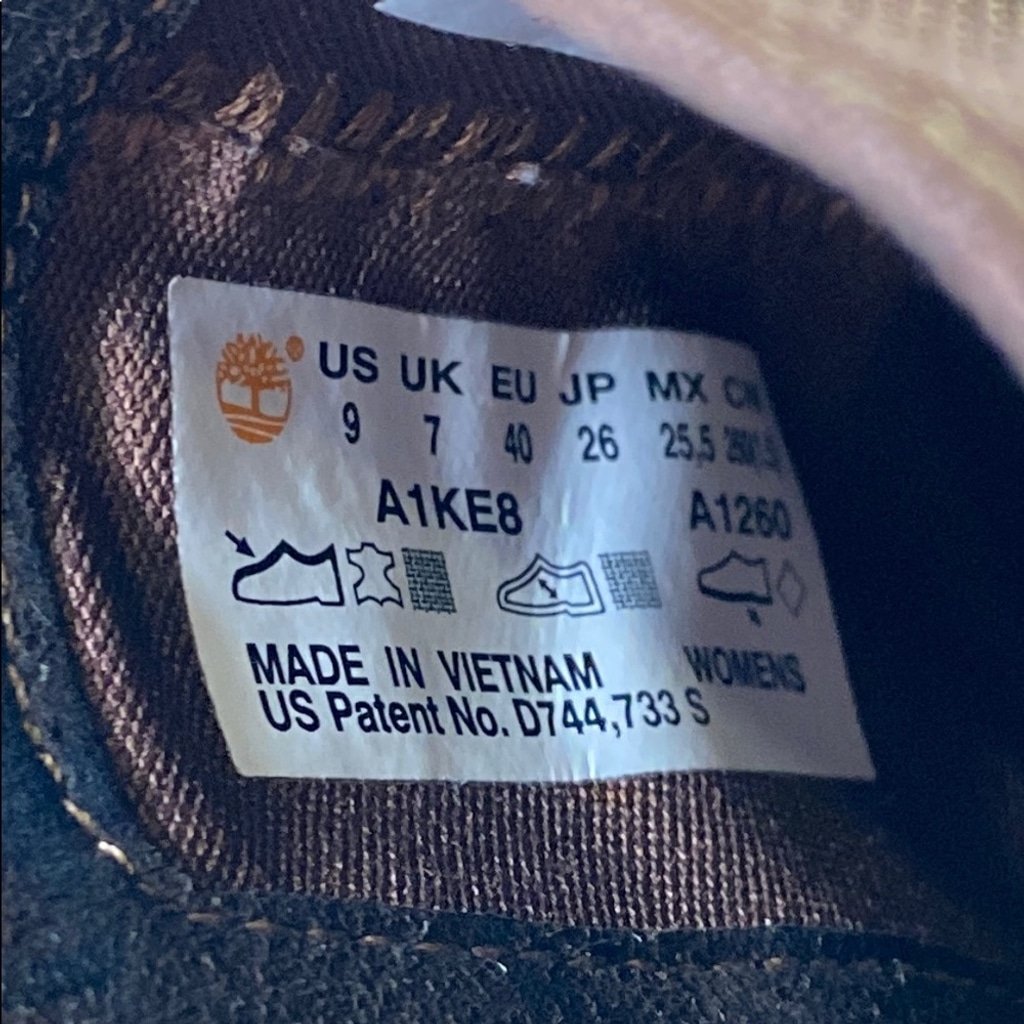 US UK EU JP MX CN
9 7 40 26 25,5
A1KE8 A1260
MADE IN VIETNAM WOMENS
US Patent No. D744,733 S